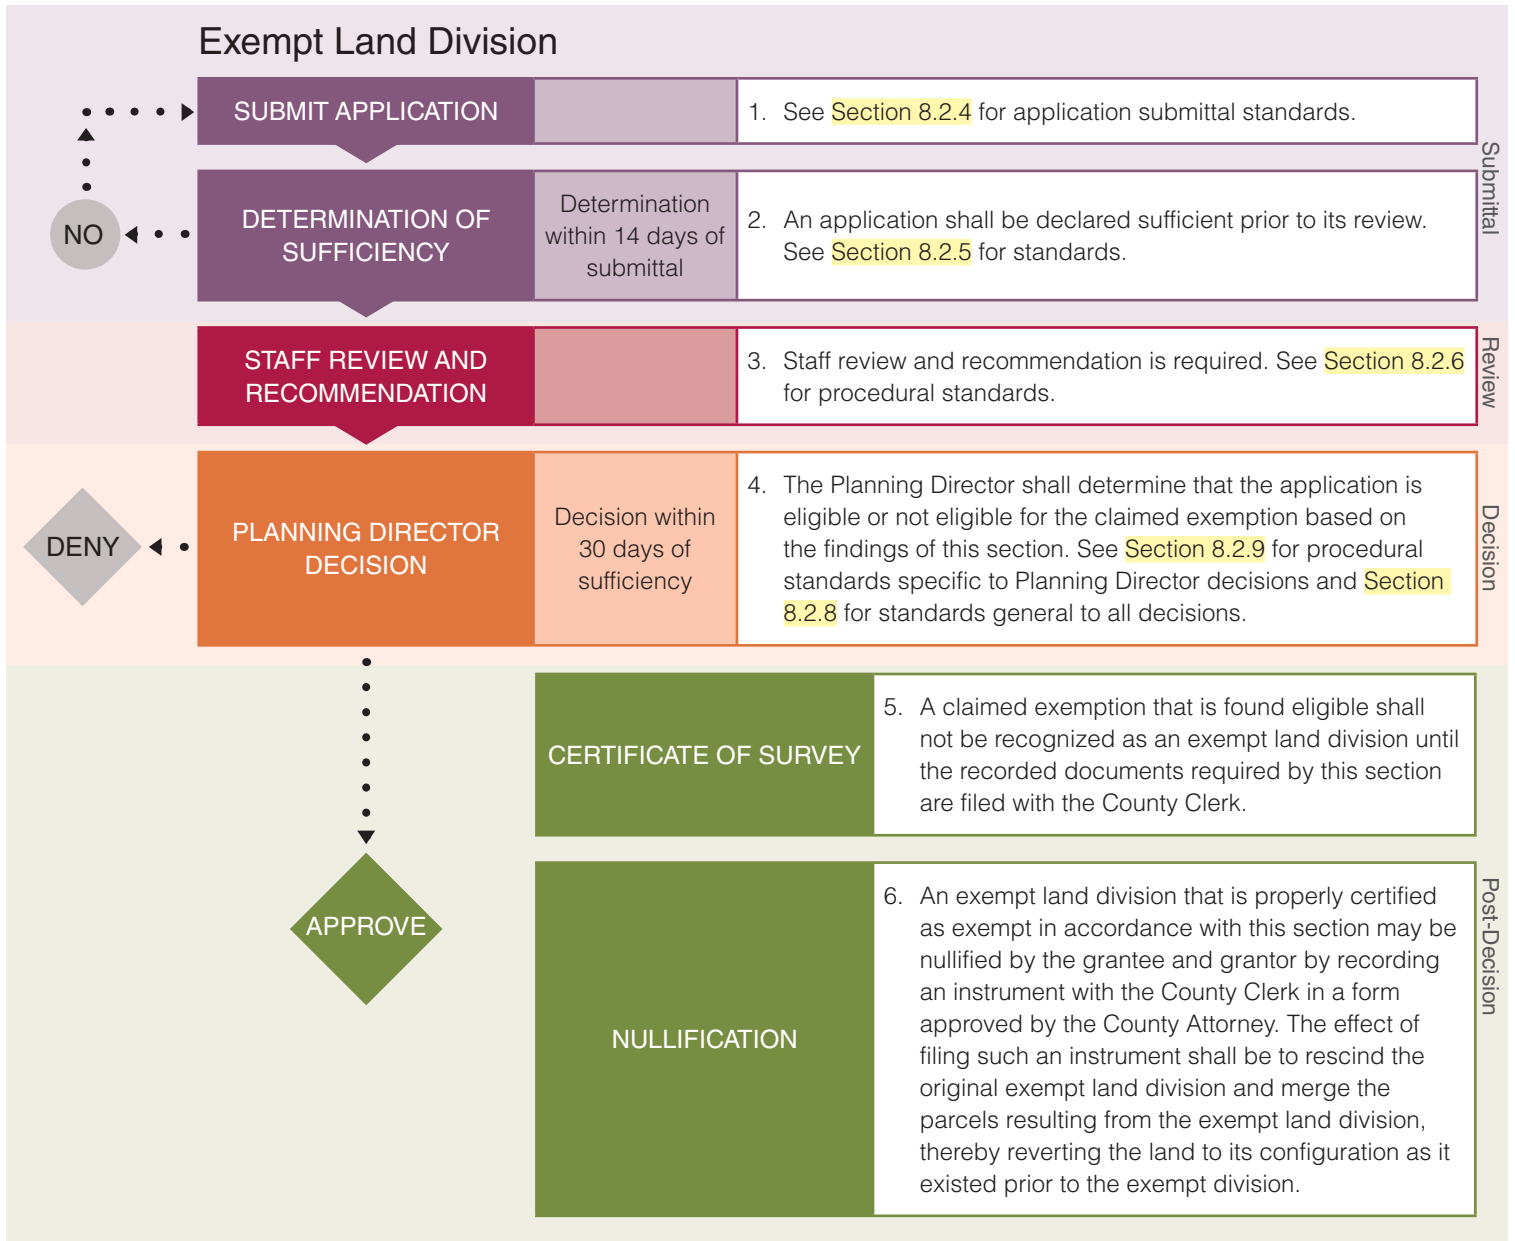 Exempt Land Division
SUBMIT APPLICATION
1. See Section 8.2.4 for application submittal standards.
Submittal
NO
DETERMINATION OF
SUFFICIENCY
Determination
within 14 days of
submittal
2. An application shall be declared sufficient prior to its review.
See Section 8.2.5 for standards.
STAFF REVIEW AND
RECOMMENDATION
3. Staff review and recommendation is required. See Section 8.2.6
for procedural standards.
Review
DENY
PLANNING DIRECTOR
DECISION
Decision within
30 days of
sufficiency
4. The Planning Director shall determine that the application is
eligible or not eligible for the claimed exemption based on
the findings of this section. See Section 8.2.9 for procedural
standards specific to Planning Director decisions and Section
8.2.8 for standards general to all decisions.
Decision
APPROVE
CERTIFICATE OF SURVEY
5. A claimed exemption that is found eligible shall
not be recognized as an exempt land division until
the recorded documents required by this section
are filed with the County Clerk.
NULLIFICATION
6. An exempt land division that is properly certified
as exempt in accordance with this section may be
nullified by the grantee and grantor by recording
an instrument with the County Clerk in a form
approved by the County Attorney. The effect of
filing such an instrument shall be to rescind the
original exempt land division and merge the
parcels resulting from the exempt land division,
thereby reverting the land to its configuration as it
existed prior to the exempt division.
Post-Decision